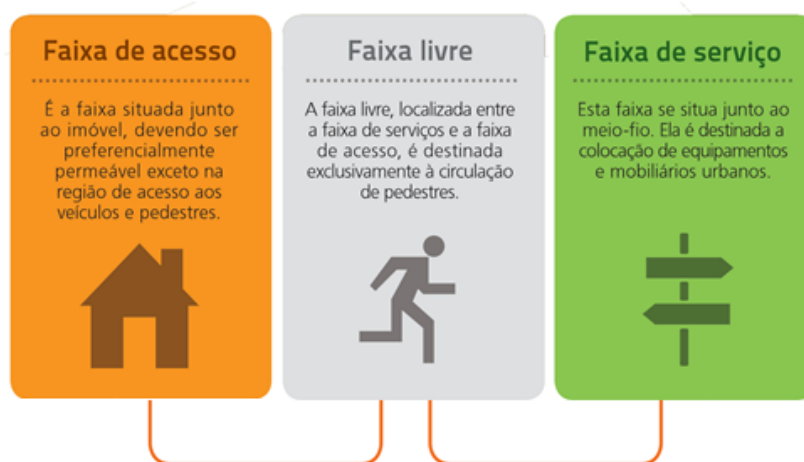 Faixa de acesso
É a faixa situada junto
ao imóvel, devendo ser
preferencialmente
permeável exceto na
região de acesso aos
veículos e pedestres.
Faixa livre
A faixa livre, localizada entre
a faixa de serviços e a faixa
de acesso, é destinada
exclusivamente à circulação
de pedestres.
Faixa de serviço
Esta faixa se situa junto ao
meio-fio. Ela é destinada a
colocação de equipamentos
e mobiliários urbanos.